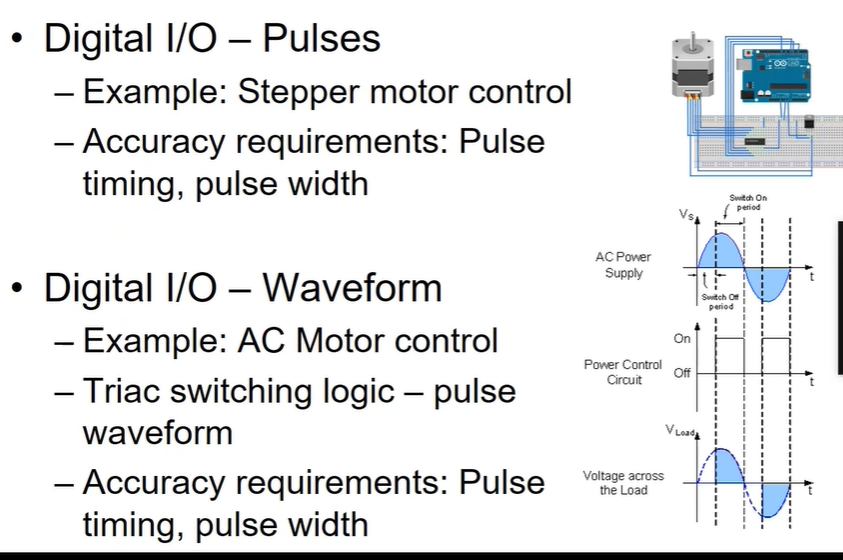 • Digital I/O – Pulses
– Example: Stepper motor control
– Accuracy requirements: Pulse
timing, pulse width
• Digital I/O – Waveform
– Example: AC Motor control
– Triac switching logic – pulse
waveform
– Accuracy requirements: Pulse
timing, pulse width
Switch On
period
Vs
AC Power
Supply
t
Switch Off
period
On
Power Control
Circuit
Off
t
V Load
Voltage across
the Load
t